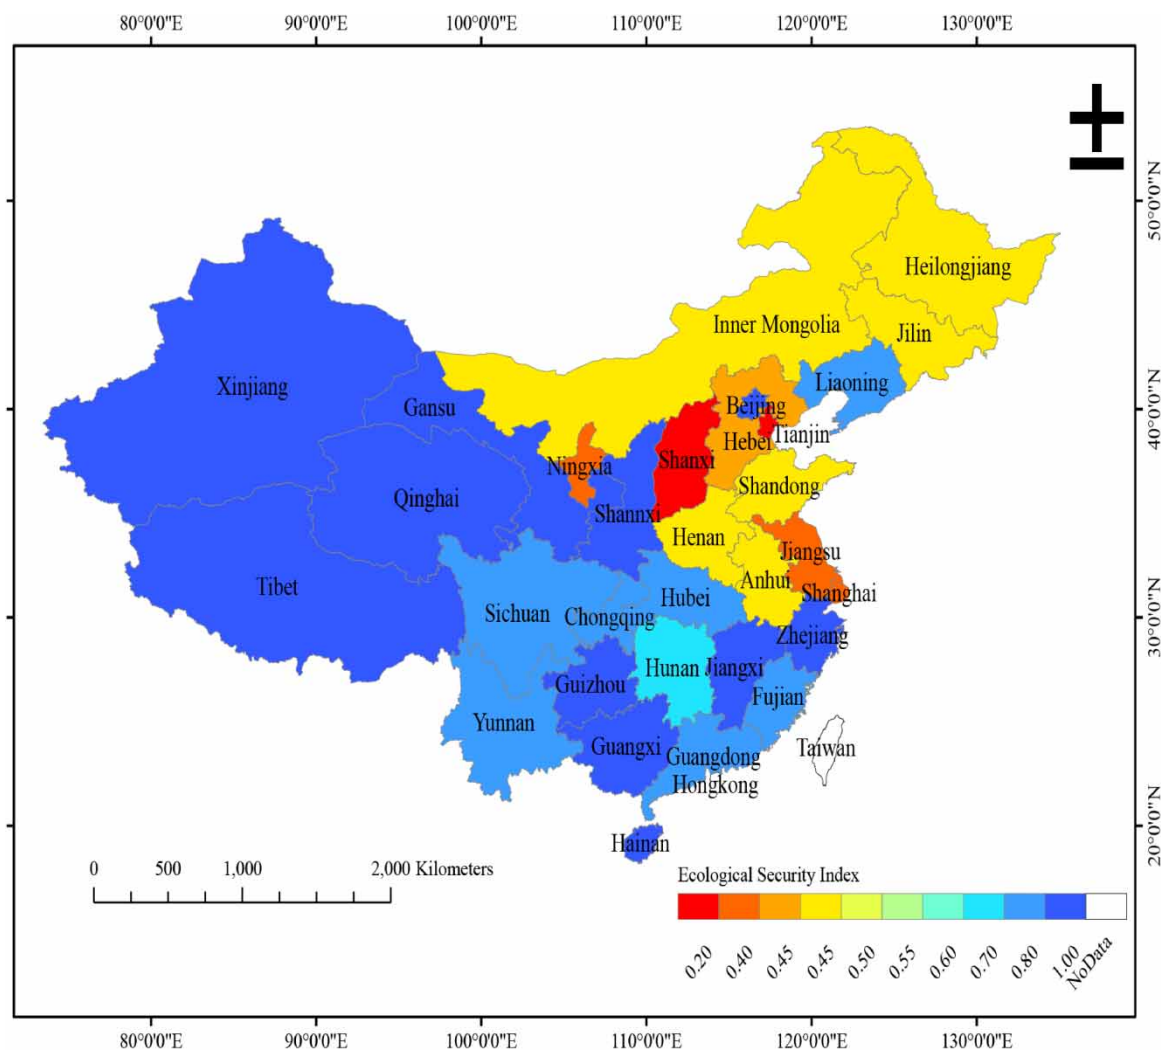 80°0'0"E 90°0'0"E 100°0'0"E 110°0'0"E 120°0'0"E 130°0'0"E
50°0'0"N
Heilongjiang
Inner Mongolia
Jilin
Liaoning
Xinjiang
Gansu
40°0'0"N
Beijing
Tianjin
Hebei
Ningxia
Shanxi
Shandong
Qinghai
Shannxi
Henan
Jiangsu
Anhui
Shanghai
Tibet
Sichuan
Chongqing
Hubei
30°0'0"N
Zhejiang
Hunan
Jiangxi
Guizhou
Fujian
Yunnan
Guangxi
Guangdong
Taiwan
Hongkong
20°0'0"N
Hainan
0 500 1,000 2,000 Kilometers
Ecological Security Index
0.20 0.40 0.45 0.45 0.50 0.55 0.60 0.70 0.80 1.00 NoData
80°0'0"E 90°0'0"E 100°0'0"E 110°0'0"E 120°0'0"E 130°0'0"E